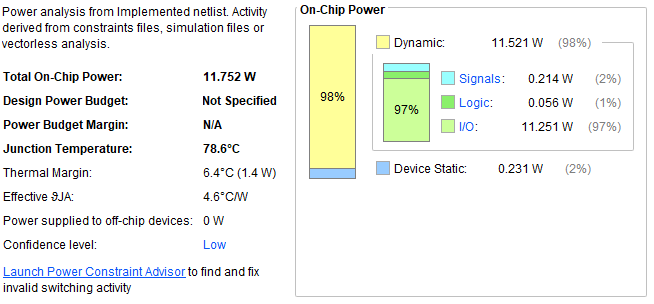 Power analysis from Implemented netlist. Activity
derived from constraints files, simulation files or
vectorless analysis.
Total On-Chip Power: 11.752 W
Design Power Budget: Not Specified
Power Budget Margin: N/A
Junction Temperature: 78.6°C
Thermal Margin: 6.4°C (1.4 W)
Effective ϑJA: 4.6°C/W
Power supplied to off-chip devices: 0 W
Confidence level: Low
Launch Power Constraint Advisor to find and fix
invalid switching activity
On-Chip Power
Dynamic: 11.521 W (98%)
98%
97%
Signals: 0.214 W (2%)
Logic: 0.056 W (1%)
I/O: 11.251 W (97%)
Device Static: 0.231 W (2%)